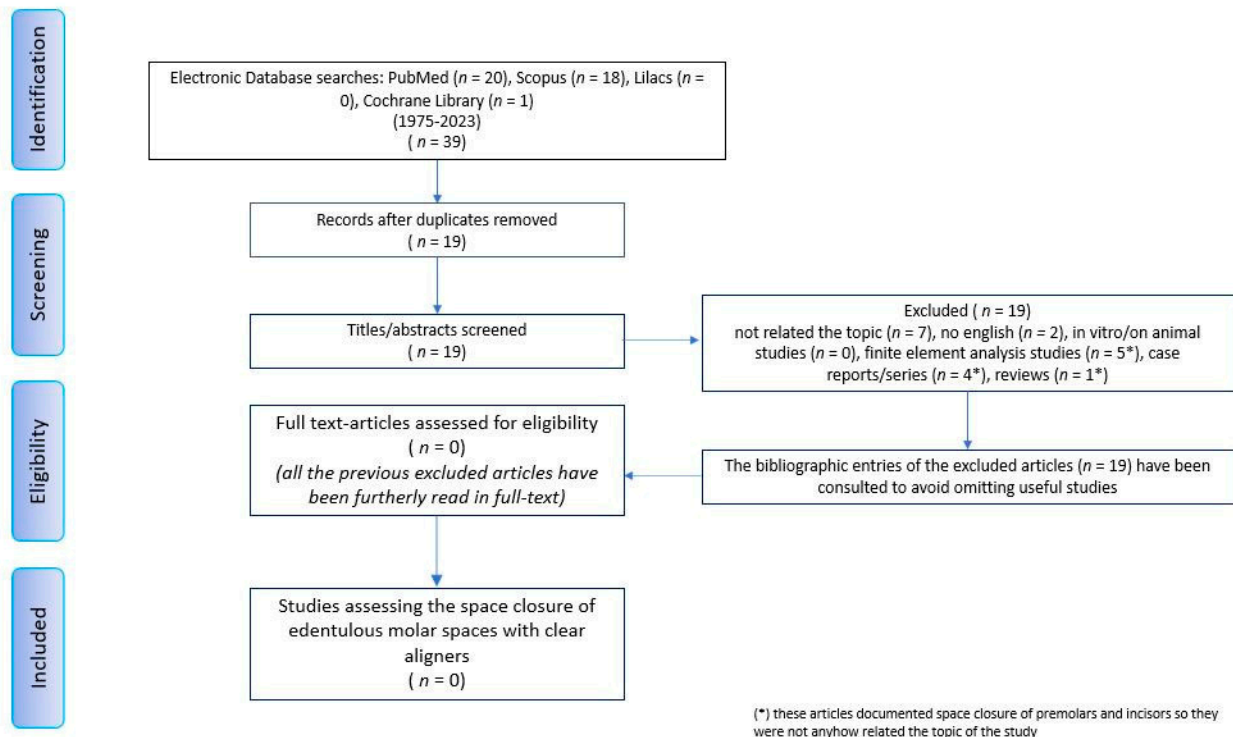 Identification
Electronic Database searches: PubMed (n = 20), Scopus (n = 18), Lilacs (n =
0), Cochrane Library (n = 1)
(1975-2023)
( n = 39)
Screening
Records after duplicates removed
( n = 19)
Titles/abstracts screened
( n = 19)
Excluded ( n = 19)
not related the topic (n = 7), no english (n = 2), in vitro/on animal
studies (n = 0), finite element analysis studies (n = 5*), case
reports/series (n = 4*), reviews (n = 1*)
Eligibility
Full text-articles assessed for eligibility
( n = 0)
(all the previous excluded articles have
been furtherly read in full-text)
The bibliographic entries of the excluded articles (n = 19) have been
consulted to avoid omitting useful studies
Included
Studies assessing the space closure of
edentulous molar spaces with clear
aligners
( n = 0)
(*) these articles documented space closure of premolars and incisors so they
were not anyhow related the topic of the study